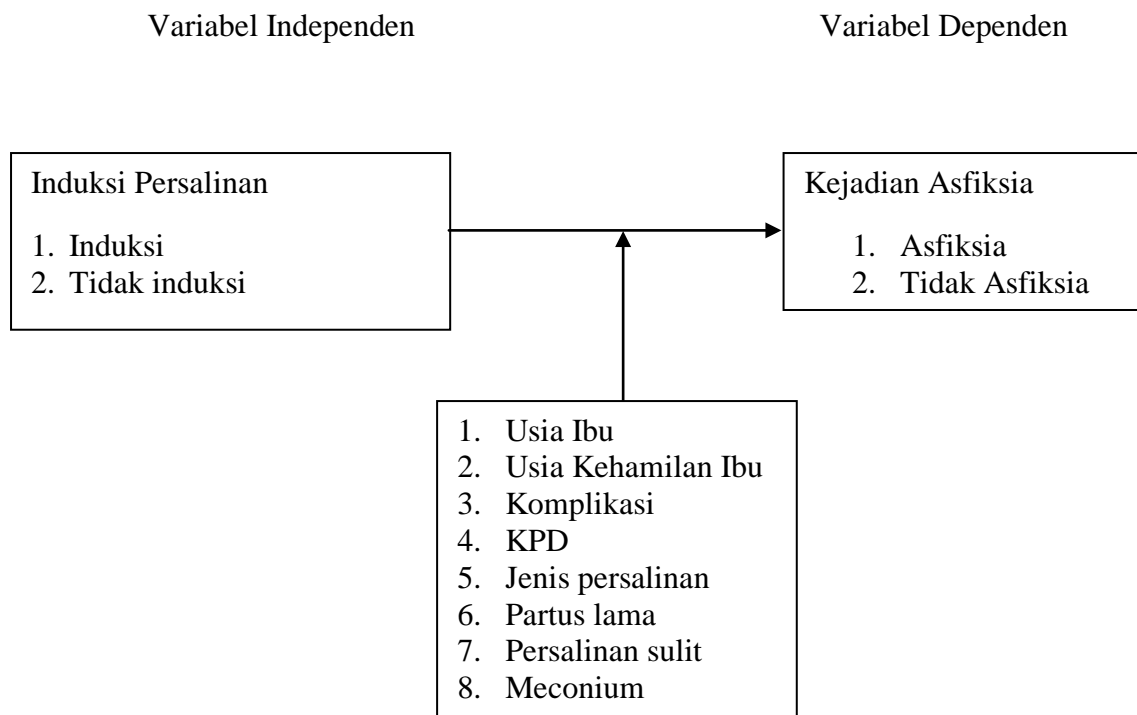 Variabel Independen
Variabel Dependen
Induksi Persalinan
1. Induksi
2. Tidak induksi
Kejadian Asfiksia
1. Asfiksia
2. Tidak Asfiksia
1. Usia Ibu
2. Usia Kehamilan Ibu
3. Komplikasi
4. KPD
5. Jenis persalinan
6. Partus lama
7. Persalinan sulit
8. Meconium